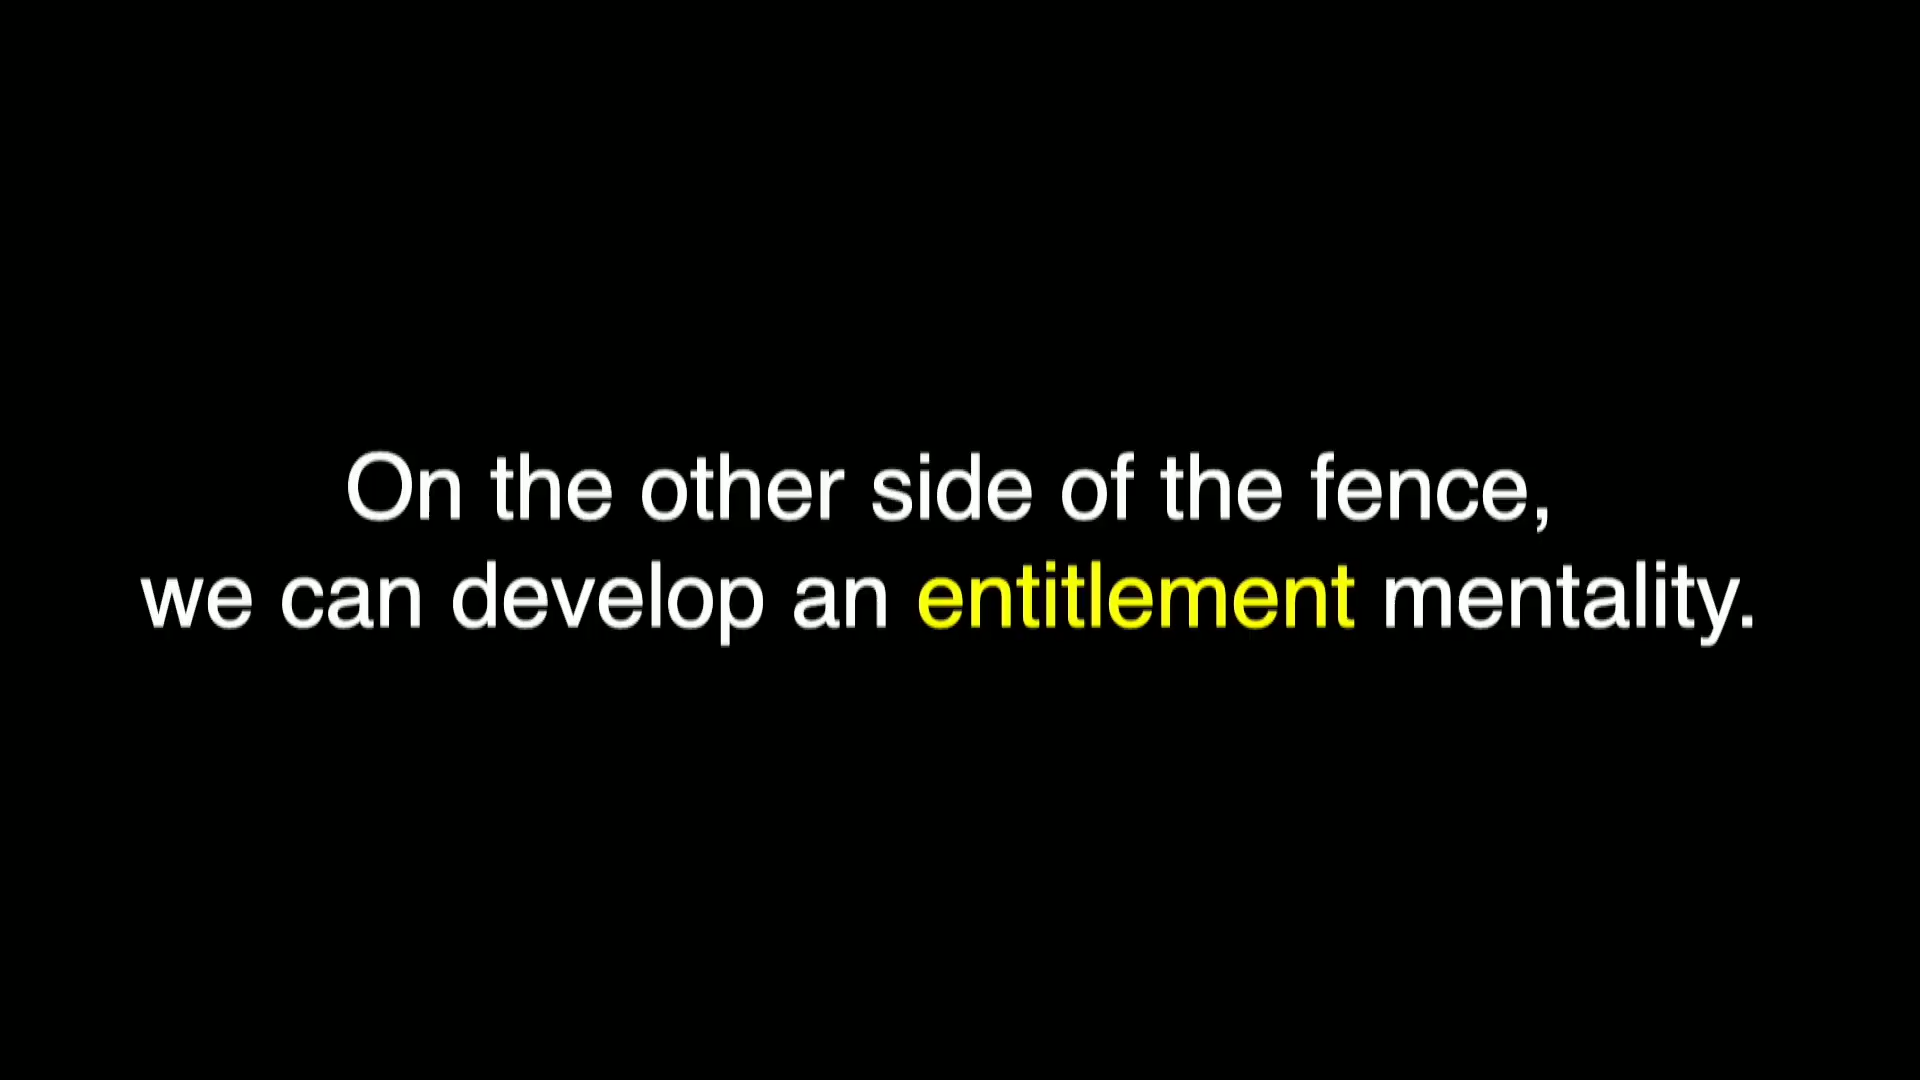 On the other side of the fence,
we can develop an entitlement mentality.